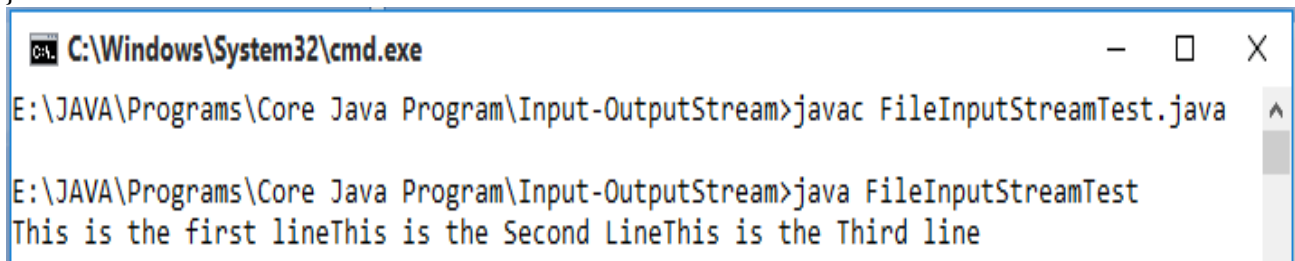 C:\Windows\System32\cmd.exe
E:\JAVA\Programs\Core Java Program\Input-OutputStream>javac FileInputStreamTest.java
E:\JAVA\Programs\Core Java Program\Input-OutputStream>java FileInputStreamTest
This is the first lineThis is the Second LineThis is the Third line